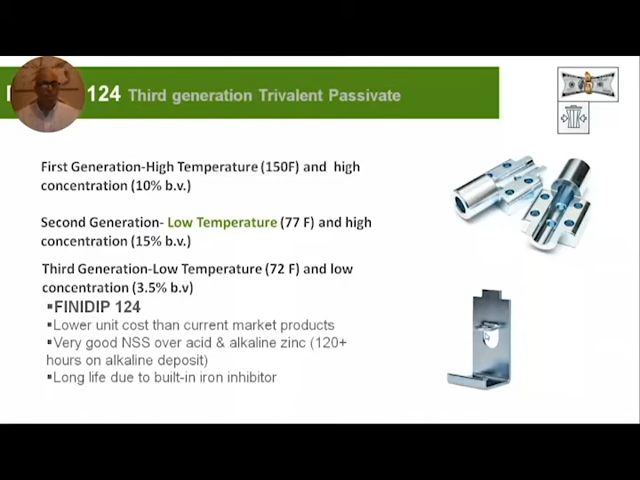 124 Third generation Trivalent Passivate
First Generation-High Temperature (150F) and high
concentration (10% b.v.)
Second Generation- Low Temperature (77 F) and high
concentration (15% b.v.)
Third Generation-Low Temperature (72 F) and low
concentration (3.5% b.v)
▪FINIDIP 124
▪Lower unit cost than current market products
▪Very good NSS over acid & alkaline zinc (120+
hours on alkaline deposit)
▪Long life due to built-in iron inhibitor